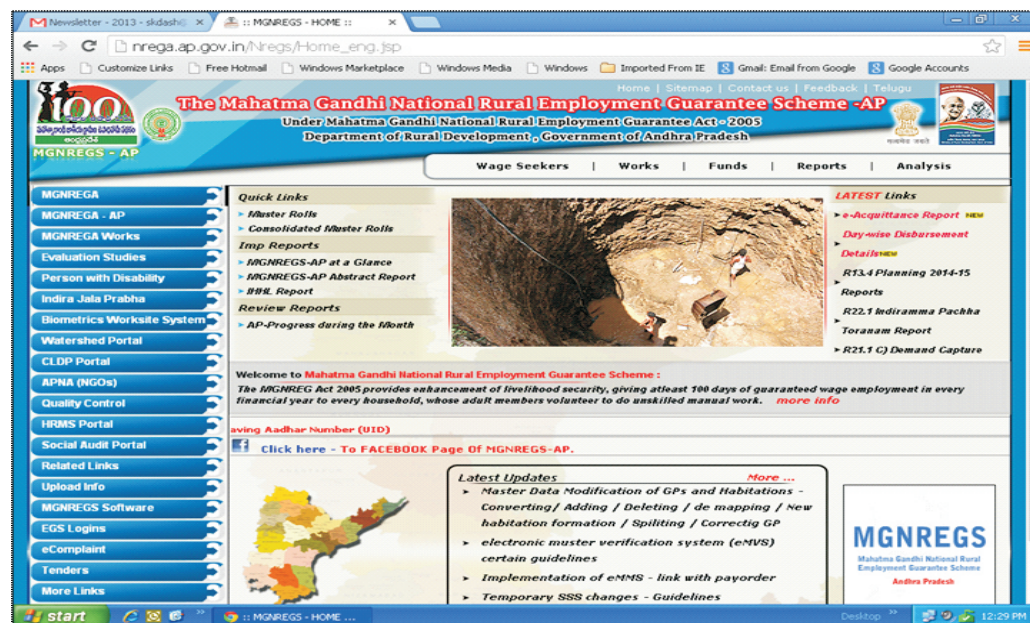 Newsletter - 2013 - skdash@
:: MGNREGS - HOME ::
nrega.ap.gov.in/Nregs/Home_eng.jsp
Apps Customize Links Free Hotmail Windows Marketplace Windows Media Windows Imported From IE Gmail: Email from Google Google Accounts
Home | Sitemap | Contact us | Feedback | Telugu
100
The Mahatma Gandhi National Rural Employment Guarantee Scheme -AP
Under Mahatma Gandhi National Rural Employment Guarantee Act - 2005
Department of Rural Development , Government of Andhra Pradesh
सत्यमेव जयते
MGNREGS - AP
Wage Seekers | Works | Funds | Reports | Analysis
MGNREGA
MGNREGA - AP
MGNREGA Works
Evaluation Studies
Person with Disability
Indira Jala Prabha
Biometrics Worksite System
Watershed Portal
CLDP Portal
APNA (NGOs)
Quality Control
HRMS Portal
Social Audit Portal
Related Links
Upload Info
MGNREGS Software
EGS Logins
eComplaint
Tenders
More Links
Quick Links
Muster Rolls
Consolidated Muster Rolls
Imp Reports
MGNREGS-AP at a Glance
MGNREGS-AP Abstract Report
IHHL Report
Review Reports
AP-Progress during the Month
LATEST Links
e-Acquittance Report NEW
Day-wise Disbursement
Details NEW
R13.4 Planning 2014-15
Reports
R22.1 Indiramma Pachha
Toranam Report
R21.1 C) Demand Capture
Welcome to Mahatma Gandhi National Rural Employment Guarantee Scheme :
The MGNREG Act 2005 provides enhancement of livelihood security, giving atleast 100 days of guaranteed wage employment in every
financial year to every household, whose adult members volunteer to do unskilled manual work. more info
aving Aadhar Number (UID)
Click here - To FACEBOOK Page Of MGNREGS-AP.
Latest Updates More ...
Master Data Modification of GPs and Habitations -
Converting/ Adding / Deleting / de mapping / New
habitation formation / Spiliting / Correctig GP
electronic muster verification system (eMVS)
certain guidelines
Implementation of eMMS - link with payorder
Temporary SSS changes - Guidelines
MGNREGS
Mahatma Gandhi National Rural
Employment Guarantee Scheme
Andhra Pradesh
start
:: MGNREGS - HOME ...
Desktop
12:29 PM